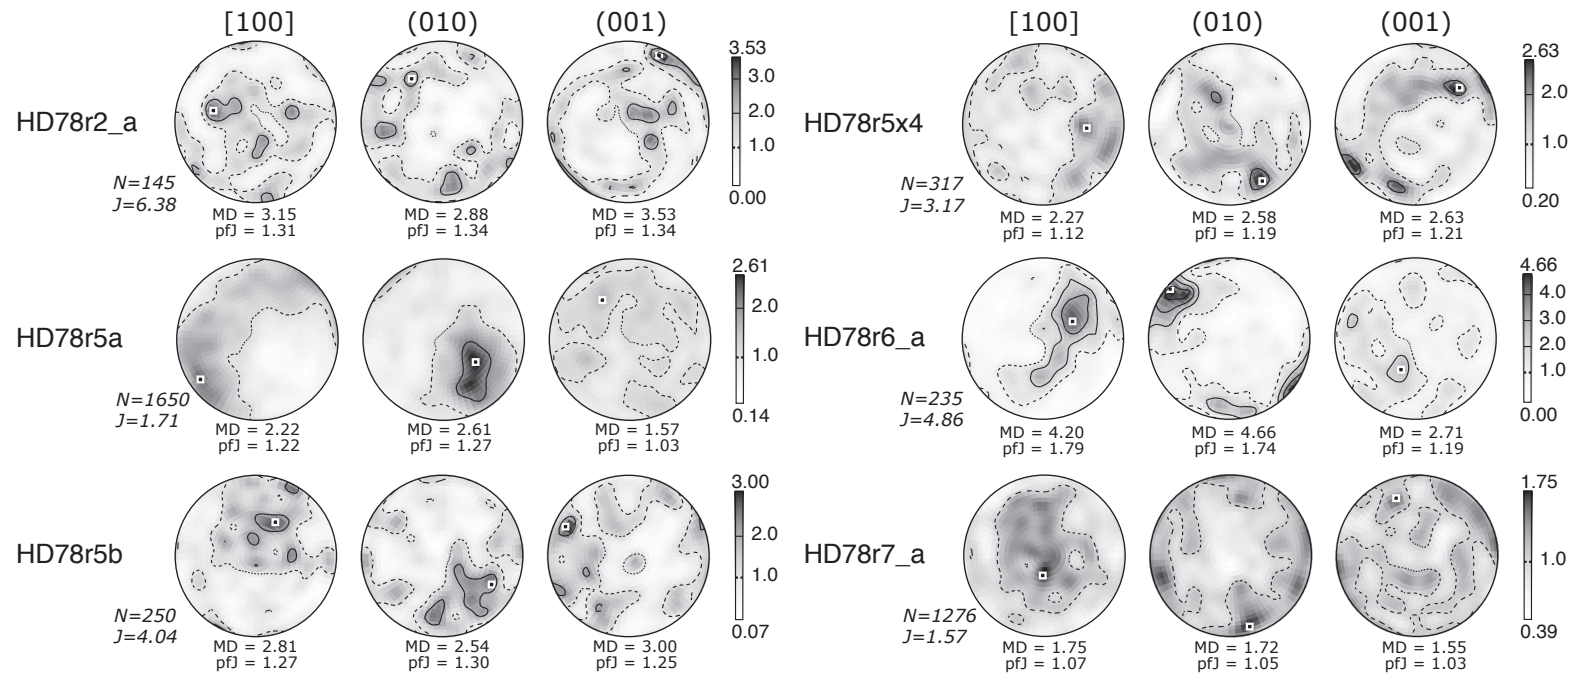 [100] (010) (001)
HD78r2_a
N=145
J=6.38
MD = 3.15
pfJ = 1.31
MD = 2.88
pfJ = 1.34
MD = 3.53
pfJ = 1.34
3.53
3.0
2.0
1.0
0.00
HD78r5a
N=1650
J=1.71
MD = 2.22
pfJ = 1.22
MD = 2.61
pfJ = 1.27
MD = 1.57
pfJ = 1.03
2.61
2.0
1.0
0.14
HD78r5b
N=250
J=4.04
MD = 2.81
pfJ = 1.27
MD = 2.54
pfJ = 1.30
MD = 3.00
pfJ = 1.25
3.00
2.0
1.0
0.07
[100] (010) (001)
HD78r5x4
N=317
J=3.17
MD = 2.27
pfJ = 1.12
MD = 2.58
pfJ = 1.19
MD = 2.63
pfJ = 1.21
2.63
2.0
1.0
0.20
HD78r6_a
N=235
J=4.86
MD = 4.20
pfJ = 1.79
MD = 4.66
pfJ = 1.74
MD = 2.71
pfJ = 1.19
4.66
4.0
3.0
2.0
1.0
0.00
HD78r7_a
N=1276
J=1.57
MD = 1.75
pfJ = 1.07
MD = 1.72
pfJ = 1.05
MD = 1.55
pfJ = 1.03
1.75
1.0
0.39